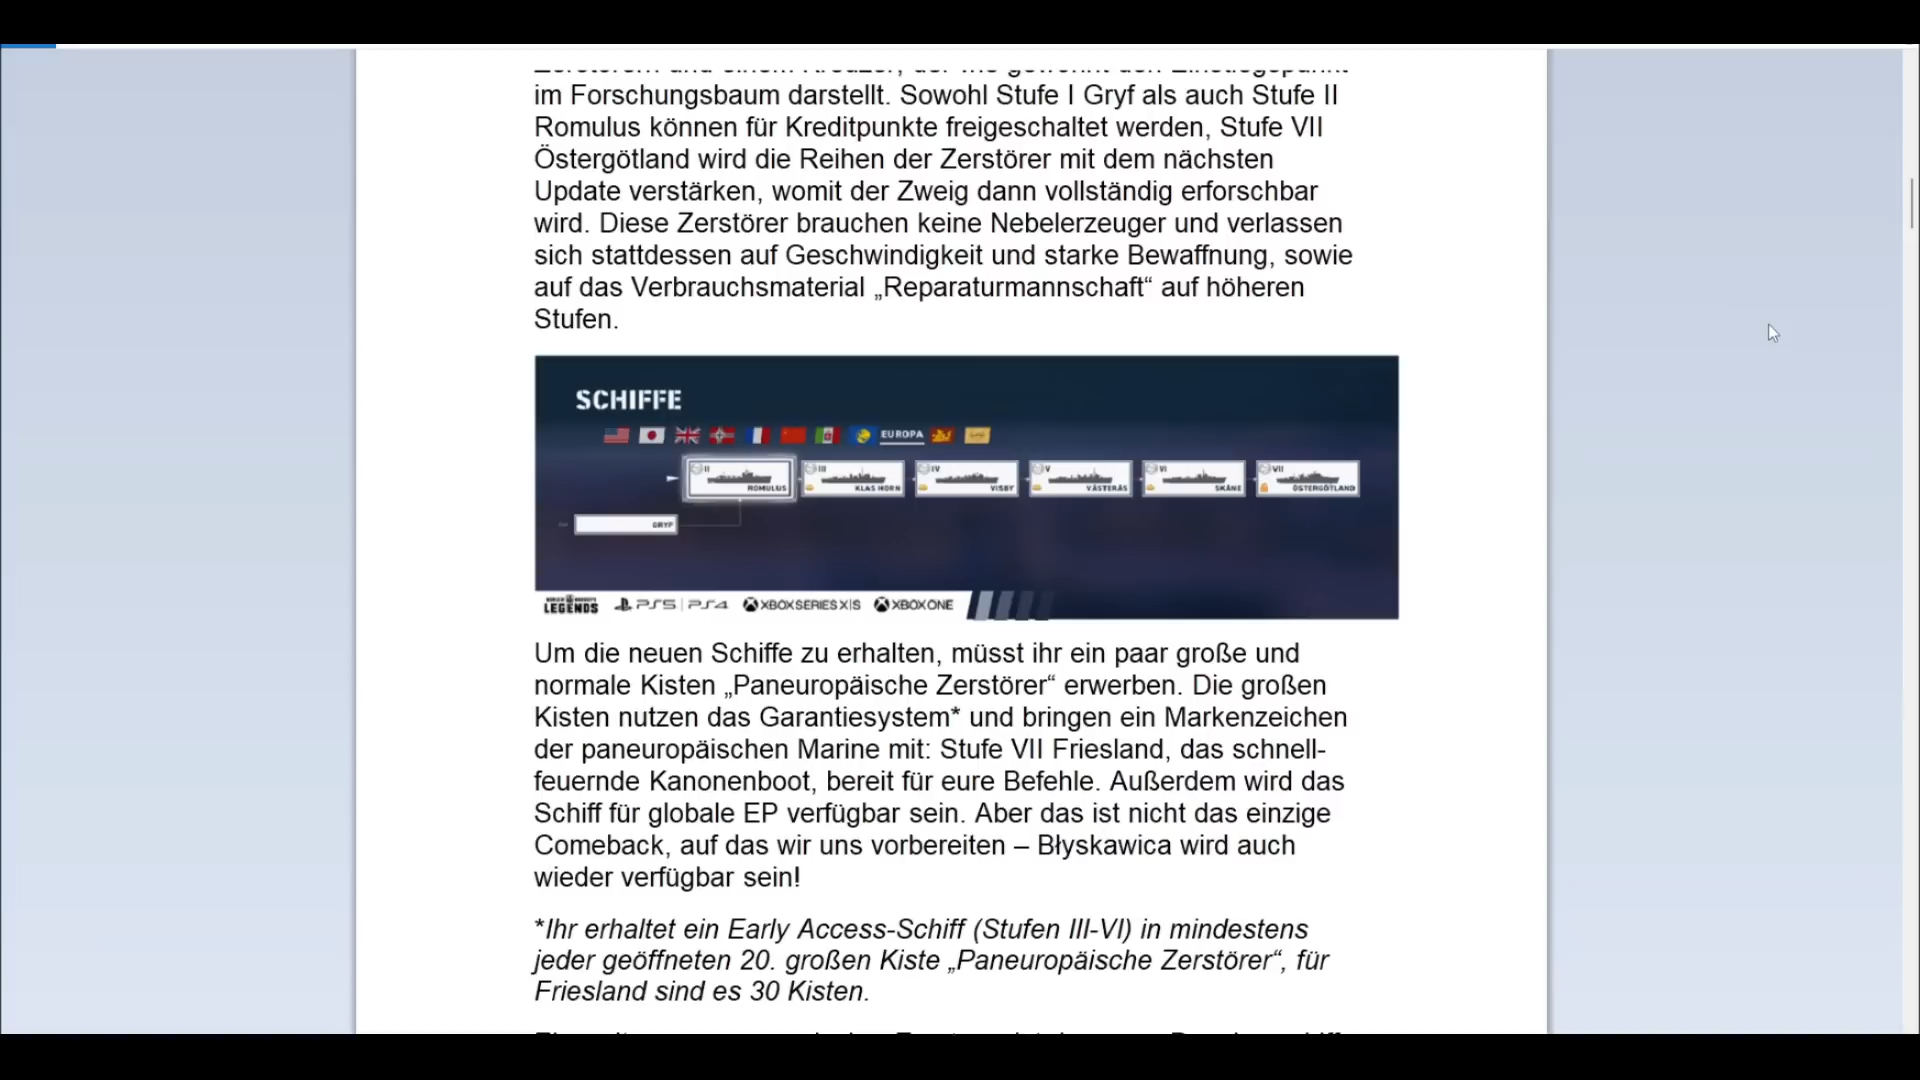 im Forschungsbaum darstellt. Sowohl Stufe I Gryf als auch Stufe II
Romulus können für Kreditpunkte freigeschaltet werden, Stufe VII
Östergötland wird die Reihen der Zerstörer mit dem nächsten
Update verstärken, womit der Zweig dann vollständig erforschbar
wird. Diese Zerstörer brauchen keine Nebelerzeuger und verlassen
sich stattdessen auf Geschwindigkeit und starke Bewaffnung, sowie
auf das Verbrauchsmaterial „Reparaturmannschaft“ auf höheren
Stufen.
SCHIFFE
EUROPA
II ROMULUS
III KLAS HORN
IV VISBY
V VÄSTERÅS
VI SKÅNE
VII ÖSTERGÖTLAND
GRYF
LEGENDS PS5 | PS4 XBOX SERIES X|S XBOX ONE
Um die neuen Schiffe zu erhalten, müsst ihr ein paar große und
normale Kisten „Paneuropäische Zerstörer“ erwerben. Die großen
Kisten nutzen das Garantiesystem* und bringen ein Markenzeichen
der paneuropäischen Marine mit: Stufe VII Friesland, das schnell-
feuernde Kanonenboot, bereit für eure Befehle. Außerdem wird das
Schiff für globale EP verfügbar sein. Aber das ist nicht das einzige
Comeback, auf das wir uns vorbereiten – Błyskawica wird auch
wieder verfügbar sein!
*Ihr erhaltet ein Early Access-Schiff (Stufen III-VI) in mindestens
jeder geöffneten 20. großen Kiste „Paneuropäische Zerstörer“, für
Friesland sind es 30 Kisten.